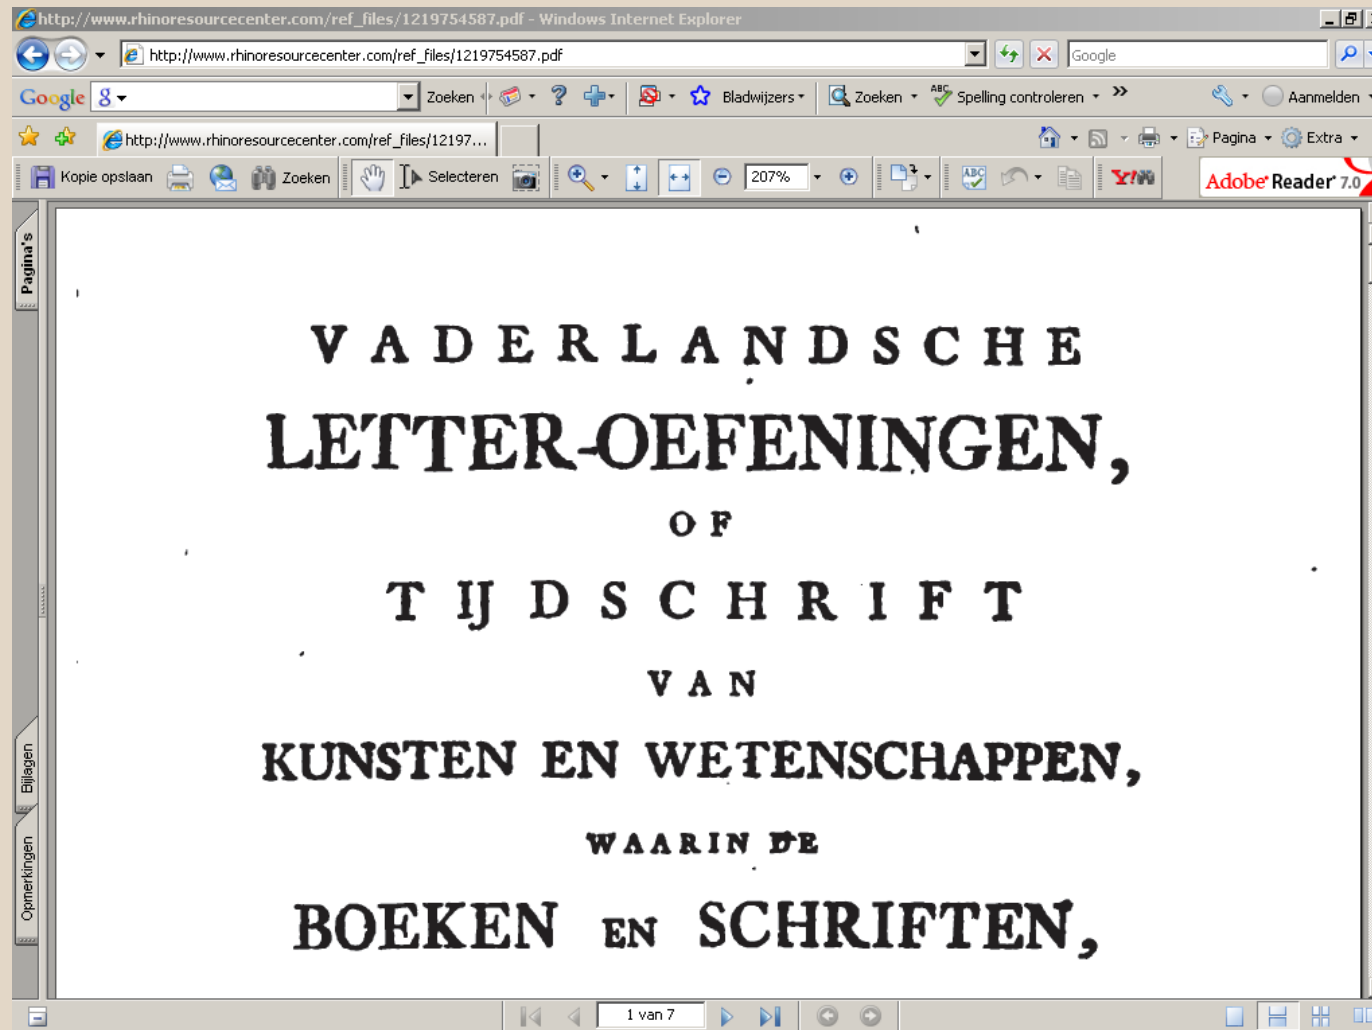 http://www.rhinoresourcecenter.com/ref_files/1219754587.pdf - Windows Internet Explorer
http://www.rhinoresourcecenter.com/ref_files/1219754587.pdf
Google
Google
Zoeken
Bladwijzers
Zoeken
ABC
Spelling controleren
Aanmelden
http://www.rhinoresourcecenter.com/ref_files/12197...
Pagina
Extra
Kopie opslaan
Zoeken
Selecteren
207%
ABC
Y!
Adobe Reader 7.0
Pagina's
Bijlagen
Opmerkingen
VADERLANDSCHE
LETTER-OEFENINGEN,
OF
TIJDSCHRIFT
VAN
KUNSTEN EN WETENSCHAPPEN,
WAARIN DE
BOEKEN EN SCHRIFTEN,
1 van 7